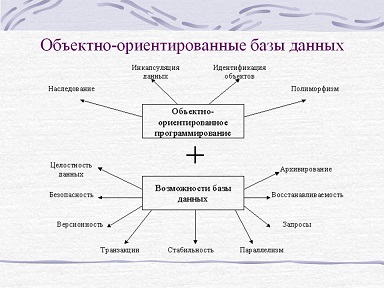 Объектно-ориентированные базы данных
Инкапсуляция
данных
Идентификация
объектов
Наследование
Полиморфизм
Объектно-
ориентированное
программирование
+
Целостность
данных
Архивирование
Безопасность
Возможности базы
данных
Восстанавливаемость
Версионность
Запросы
Транзакции
Стабильность
Параллелизм